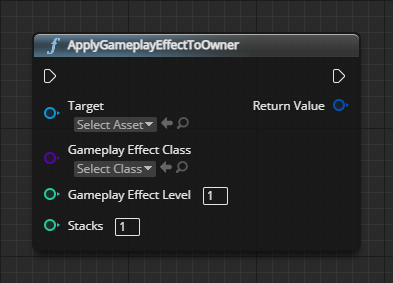 f ApplyGameplayEffectToOwner
Target Return Value
Select Asset
Gameplay Effect Class
Select Class
Gameplay Effect Level 1
Stacks 1